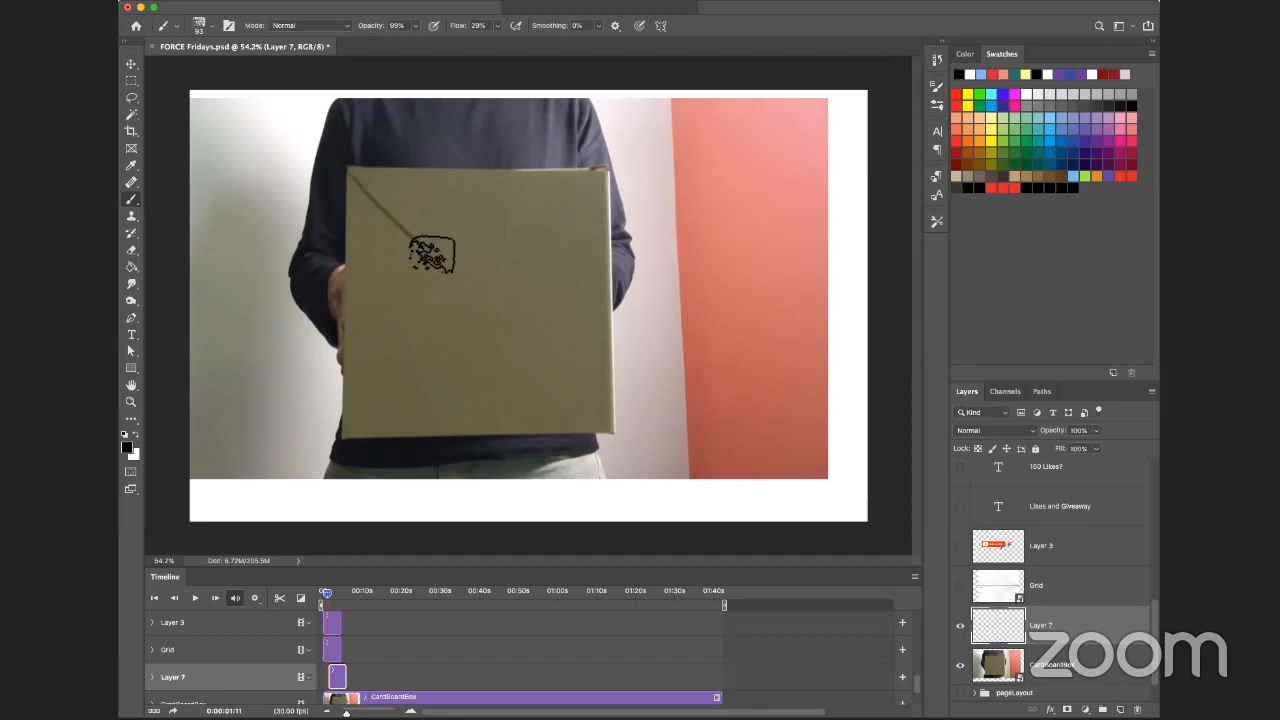 Mode: Normal Opacity: 99% Flow: 29% Smoothing: 0%
93
× FORCE Fridays.psd @ 54.2% (Layer 7, RGB/8) *
Color Swatches
Layers Channels Paths
Kind
Normal Opacity: 100%
Lock: Fill: 100%
T 150 Likes?
T Likes and Giveaway
Layer 3
Grid
Layer 7
CardBoardBox
pageLayout
zoom
54.2% Doc: 6.72M/205.5M
Timeline
00:10s 00:20s 00:30s 00:40s 00:50s 01:00s 01:10s 01:20s 01:30s 01:40s
Layer 3
Grid
Layer 7
CardBoardBox
0:00:01:11 (30.00 fps)